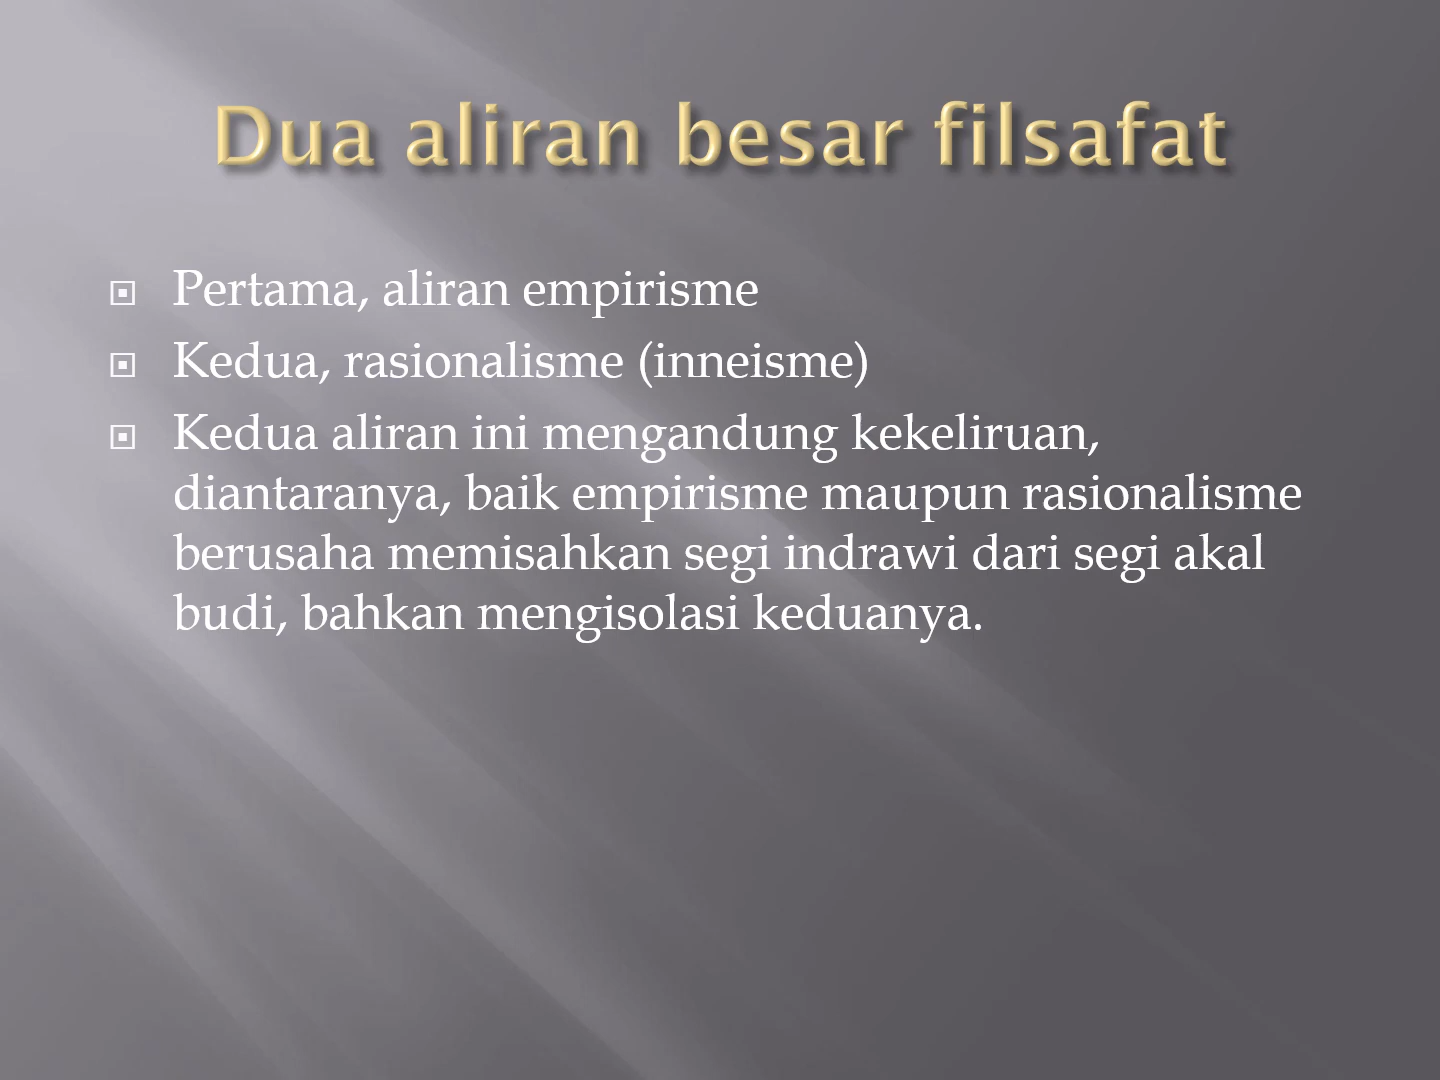 Dua aliran besar filsafat
Pertama, aliran empirisme
Kedua, rasionalisme (inneisme)
Kedua aliran ini mengandung kekeliruan,
diantaranya, baik empirisme maupun rasionalisme
berusaha memisahkan segi indrawi dari segi akal
budi, bahkan mengisolasi keduanya.